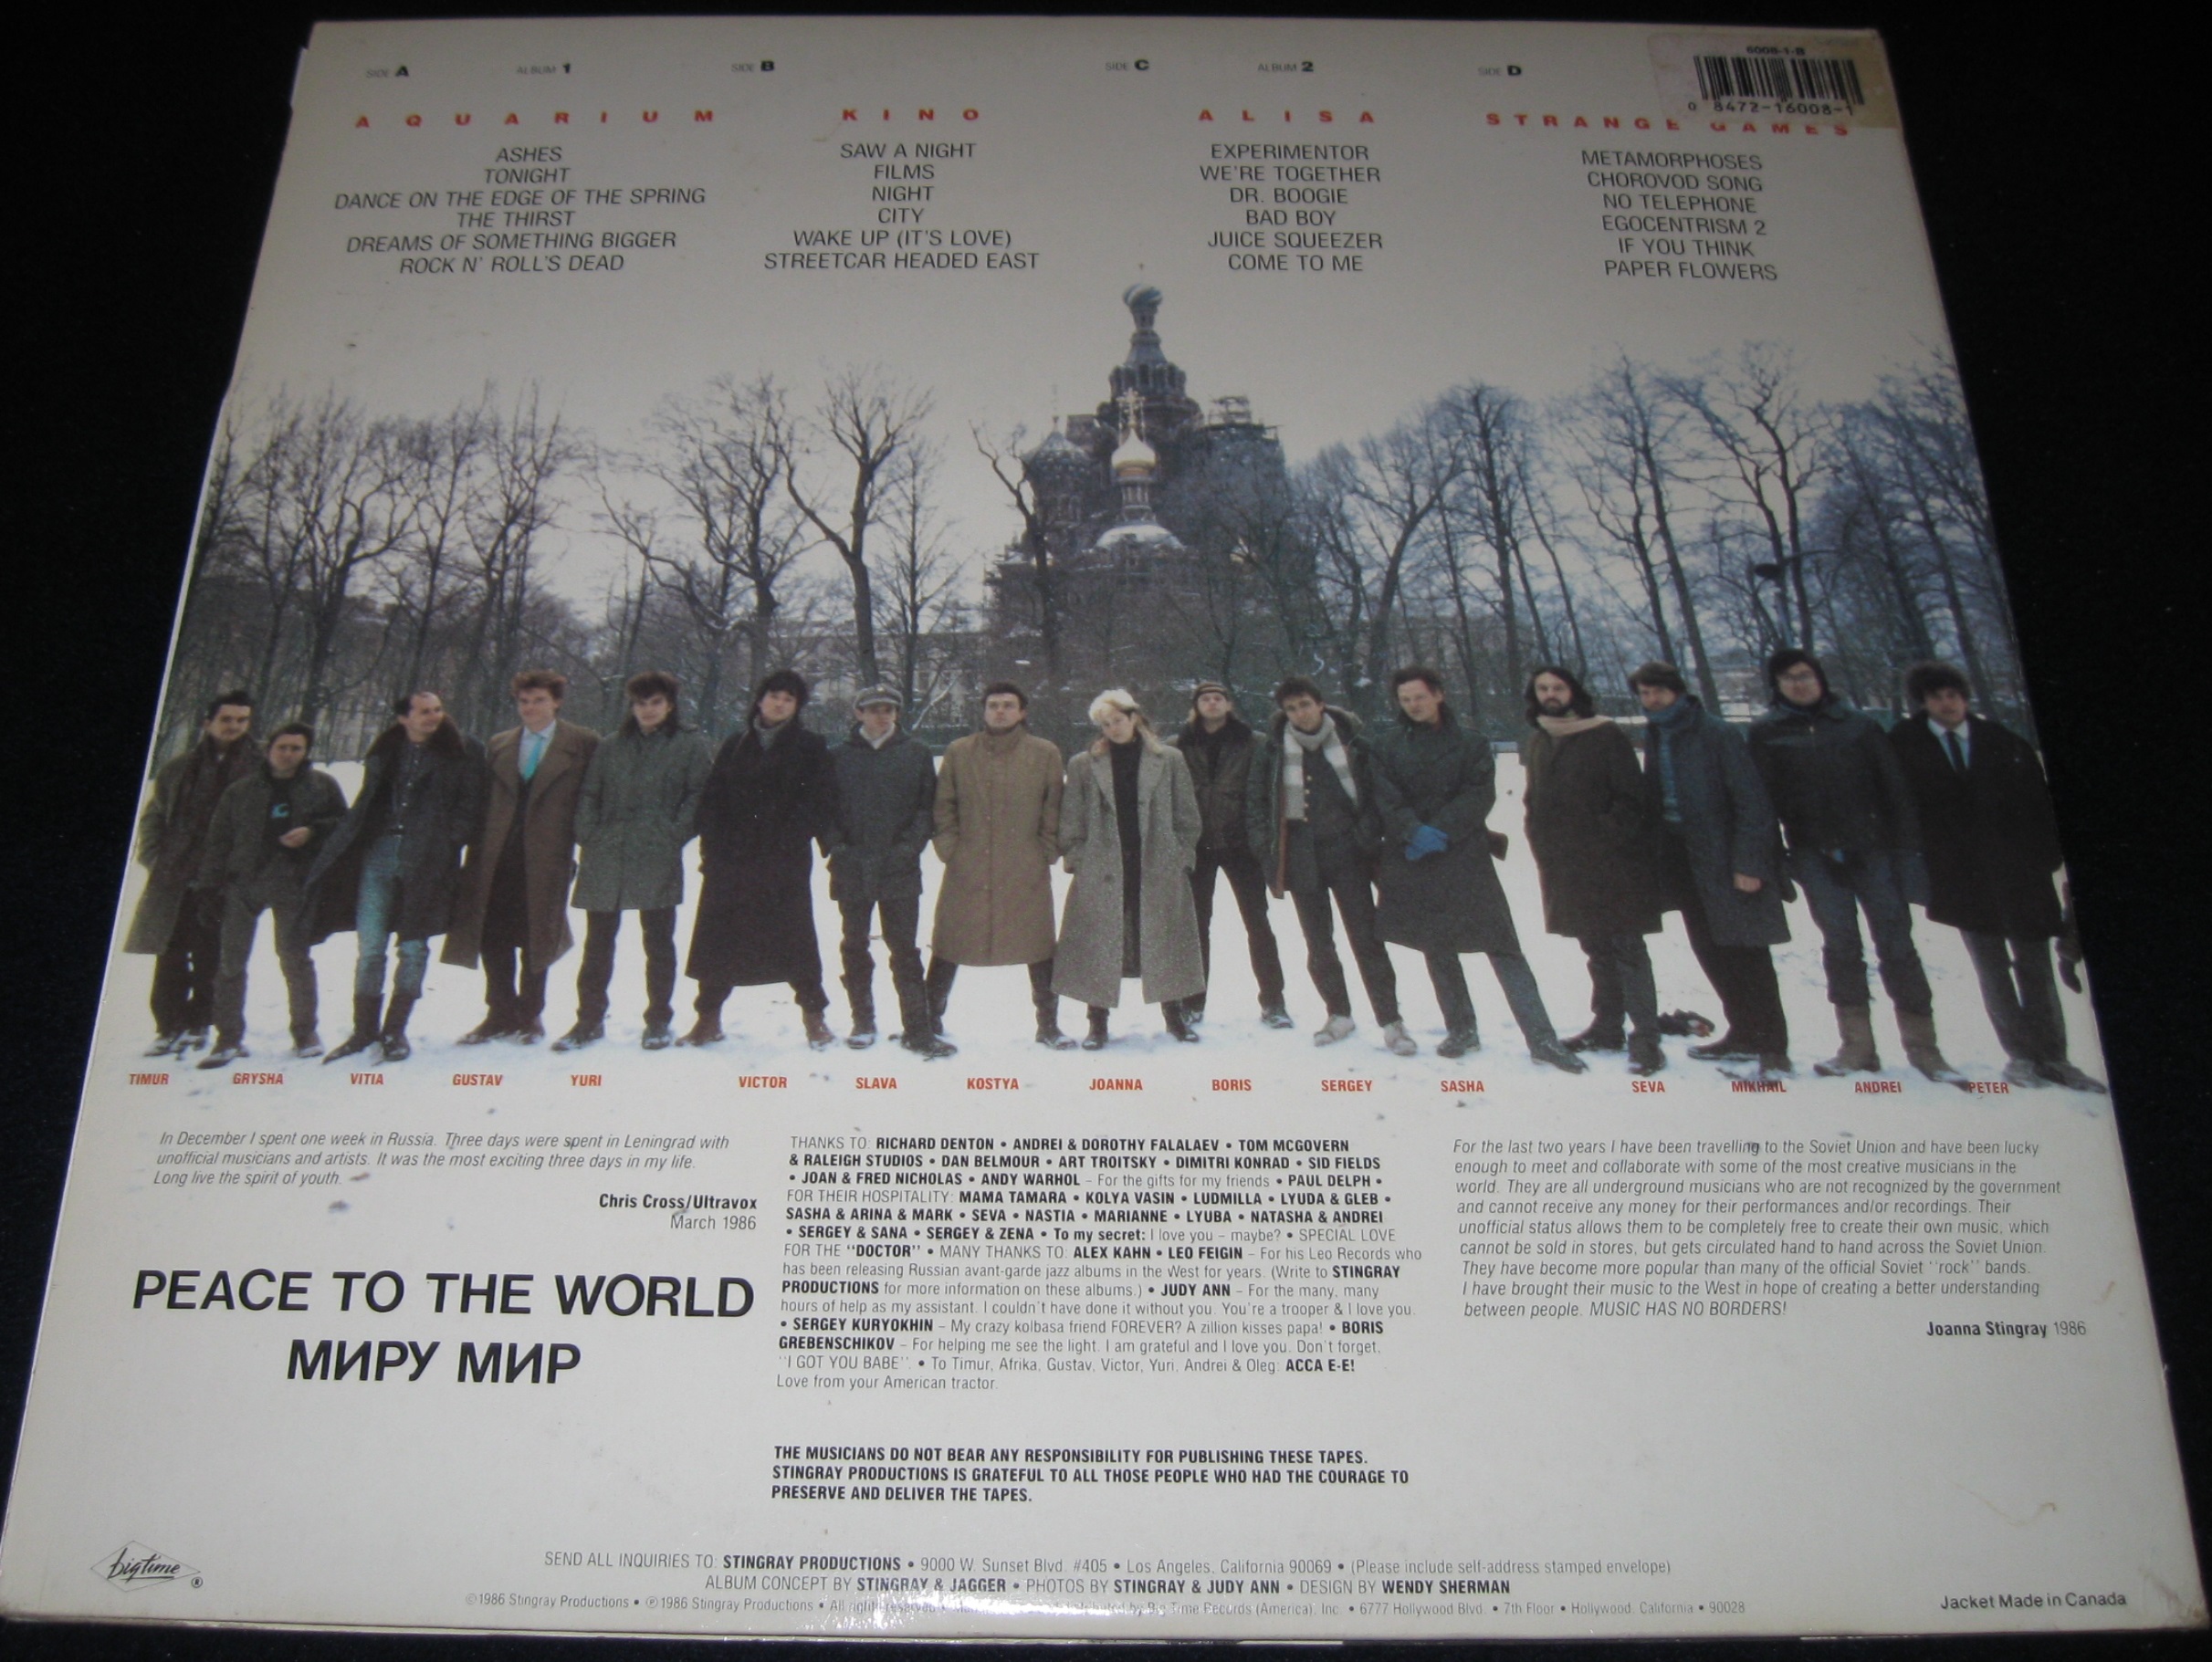 SIDE A ALBUM 1 SIDE B SIDE C ALBUM 2 SIDE D
6008-1-B
0 8472-16008-1
AQUARIUM
ASHES
TONIGHT
DANCE ON THE EDGE OF THE SPRING
THE THIRST
DREAMS OF SOMETHING BIGGER
ROCK N' ROLL'S DEAD
KINO
SAW A NIGHT
FILMS
NIGHT
CITY
WAKE UP (IT'S LOVE)
STREETCAR HEADED EAST
ALISA
EXPERIMENTOR
WE'RE TOGETHER
DR. BOOGIE
BAD BOY
JUICE SQUEEZER
COME TO ME
STRANGE GAMES
METAMORPHOSES
CHOROVOD SONG
NO TELEPHONE
EGOCENTRISM 2
IF YOU THINK
PAPER FLOWERS
TIMUR GRYSHA VITIA GUSTAV YURI VICTOR SLAVA KOSTYA JOANNA BORIS SERGEY SASHA SEVA MIKHAIL ANDREI PETER
In December I spent one week in Russia. Three days were spent in Leningrad with
unofficial musicians and artists. It was the most exciting three days in my life.
Long live the spirit of youth.
Chris Cross/Ultravox
March 1986
PEACE TO THE WORLD
МИРУ МИР
THANKS TO: RICHARD DENTON • ANDREI & DOROTHY FALALAEV • TOM MCGOVERN
& RALEIGH STUDIOS • DAN BELMOUR • ART TROITSKY • DIMITRI KONRAD • SID FIELDS
• JOAN & FRED NICHOLAS • ANDY WARHOL – For the gifts for my friends • PAUL DELPH •
FOR THEIR HOSPITALITY: MAMA TAMARA • KOLYA VASIN • LUDMILLA • LYUDA & GLEB •
SASHA & ARINA & MARK • SEVA • NASTIA • MARIANNE • LYUBA • NATASHA & ANDREI
• SERGEY & SANA • SERGEY & ZENA • To my secret: I love you – maybe? • SPECIAL LOVE
FOR THE "DOCTOR" • MANY THANKS TO: ALEX KAHN • LEO FEIGIN – For his Leo Records who
has been releasing Russian avant-garde jazz albums in the West for years. (Write to STINGRAY
PRODUCTIONS for more information on these albums.) • JUDY ANN – For the many, many
hours of help as my assistant. I couldn't have done it without you. You're a trooper & I love you.
• SERGEY KURYOKHIN – My crazy kolbasa friend FOREVER? A zillion kisses papa! • BORIS
GREBENSCHIKOV – For helping me see the light. I am grateful and I love you. Don't forget,
"I GOT YOU BABE". • To Timur, Afrika, Gustav, Victor, Yuri, Andrei & Oleg: ACCA E-E!
Love from your American tractor.
THE MUSICIANS DO NOT BEAR ANY RESPONSIBILITY FOR PUBLISHING THESE TAPES.
STINGRAY PRODUCTIONS IS GRATEFUL TO ALL THOSE PEOPLE WHO HAD THE COURAGE TO
PRESERVE AND DELIVER THE TAPES.
For the last two years I have been travelling to the Soviet Union and have been lucky
enough to meet and collaborate with some of the most creative musicians in the
world. They are all underground musicians who are not recognized by the government
and cannot receive any money for their performances and/or recordings. Their
unofficial status allows them to be completely free to create their own music, which
cannot be sold in stores, but gets circulated hand to hand across the Soviet Union.
They have become more popular than many of the official Soviet "rock" bands.
I have brought their music to the West in hope of creating a better understanding
between people. MUSIC HAS NO BORDERS!
Joanna Stingray 1986
bigtime ®
SEND ALL INQUIRIES TO: STINGRAY PRODUCTIONS • 9000 W. Sunset Blvd. #405 • Los Angeles, California 90069 • (Please include self-address stamped envelope)
ALBUM CONCEPT BY STINGRAY & JAGGER • PHOTOS BY STINGRAY & JUDY ANN • DESIGN BY WENDY SHERMAN
©1986 Stingray Productions • ℗1986 Stingray Productions • All rights reserved • by Big Time Records (America), Inc. • 6777 Hollywood Blvd. • 7th Floor • Hollywood, California • 90028
Jacket Made in Canada